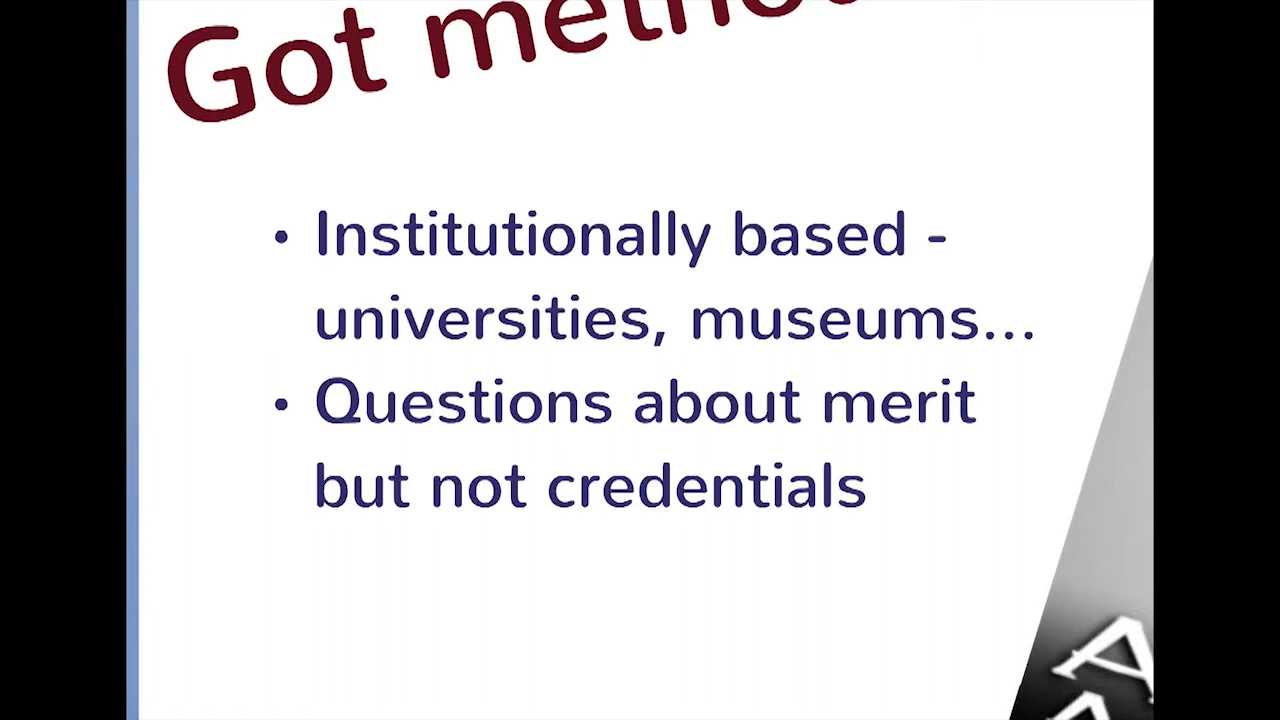 Got
• Institutionally based -
universities, museums...
• Questions about merit
but not credentials
A